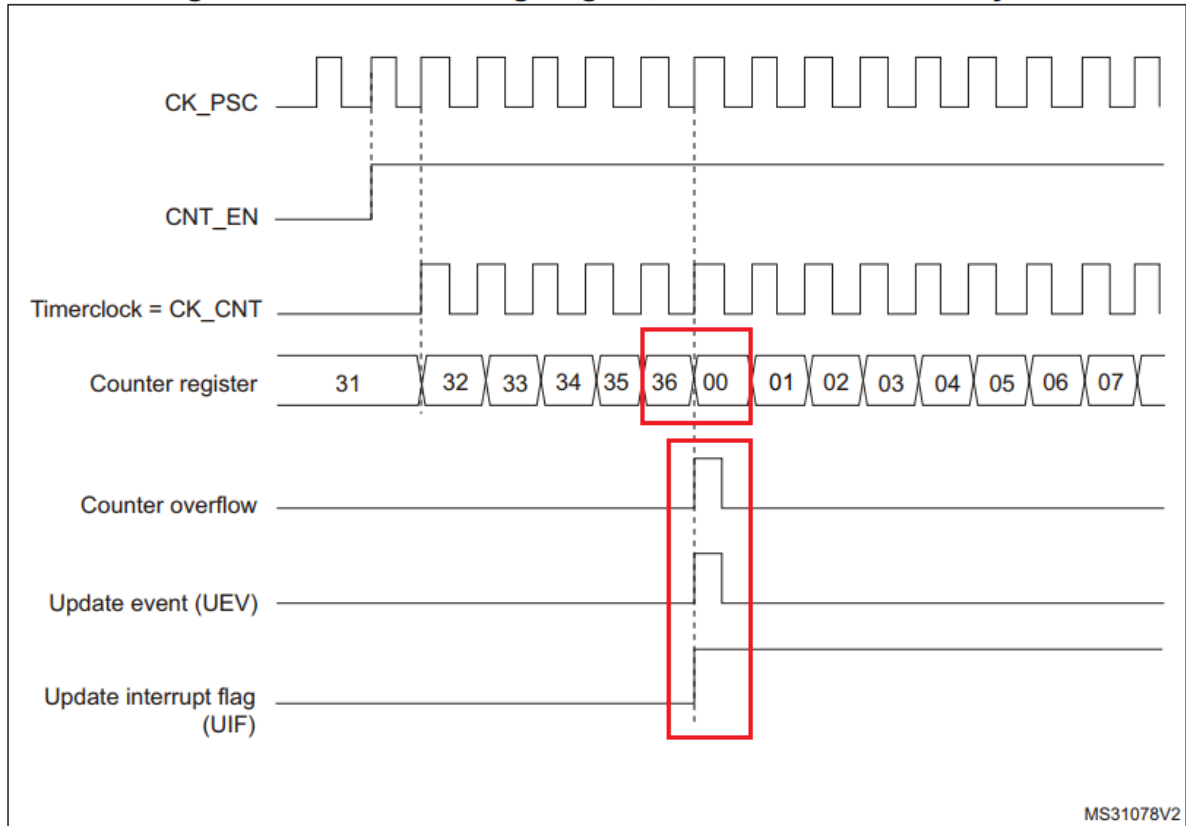 CK_PSC
CNT_EN
Timerclock = CK_CNT
Counter register 31 32 33 34 35 36 00 01 02 03 04 05 06 07
Counter overflow
Update event (UEV)
Update interrupt flag
(UIF)
MS31078V2